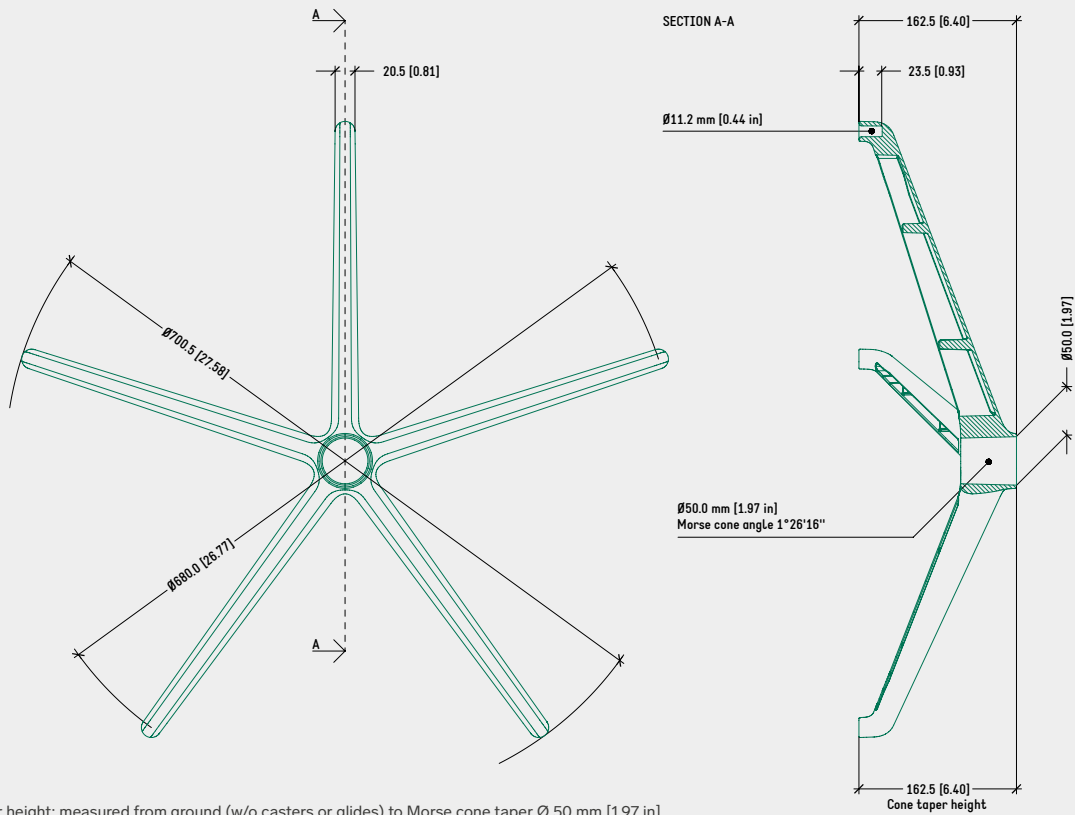 A
SECTION A-A
162.5 [6.40]
20.5 [0.81]
23.5 [0.93]
Ø11.2 mm [0.44 in]
Ø700.5 [27.58]
Ø50.0 [1.97]
Ø50.0 mm [1.97 in]
Morse cone angle 1°26'16"
Ø680.0 [26.77]
A
162.5 [6.40]
Cone taper height
height: measured from ground (w/o casters or glides) to Morse cone taper Ø 50 mm [1.97 in]